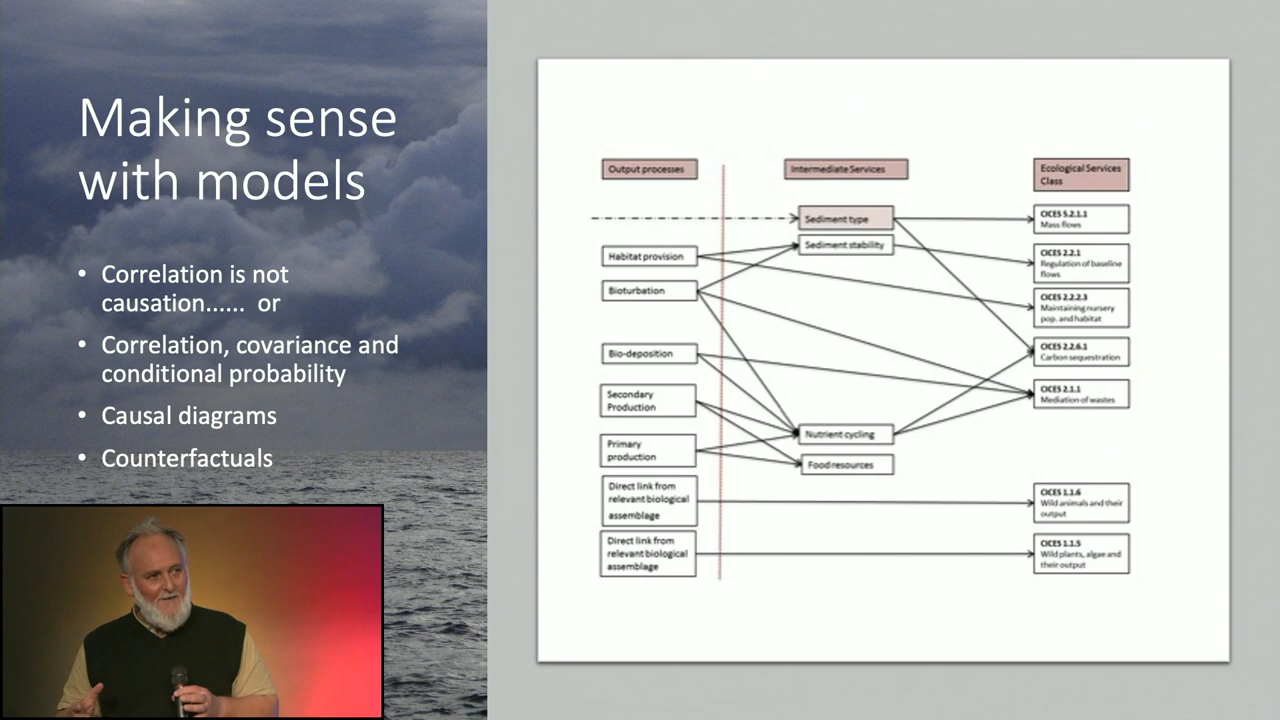 Making sense
with models
• Correlation is not
causation...... or
• Correlation, covariance and
conditional probability
• Causal diagrams
• Counterfactuals
Output processes
Intermediate Services
Ecological Services
Class
Sediment type
CICES 5.2.1.1
Mass flows
Habitat provision
Sediment stability
CICES 2.2.1
Regulation of baseline
flows
Bioturbation
CICES 2.2.2.3
Maintaining nursery
pop. and habitat
Bio-deposition
CICES 2.2.6.1
Carbon sequestration
Secondary
Production
CICES 2.1.1
Mediation of wastes
Primary
production
Nutrient cycling
Food resources
Direct link from
relevant biological
assemblage
CICES 1.1.6
Wild animals and their
output
Direct link from
relevant biological
assemblage
CICES 1.1.5
Wild plants, algae and
their output